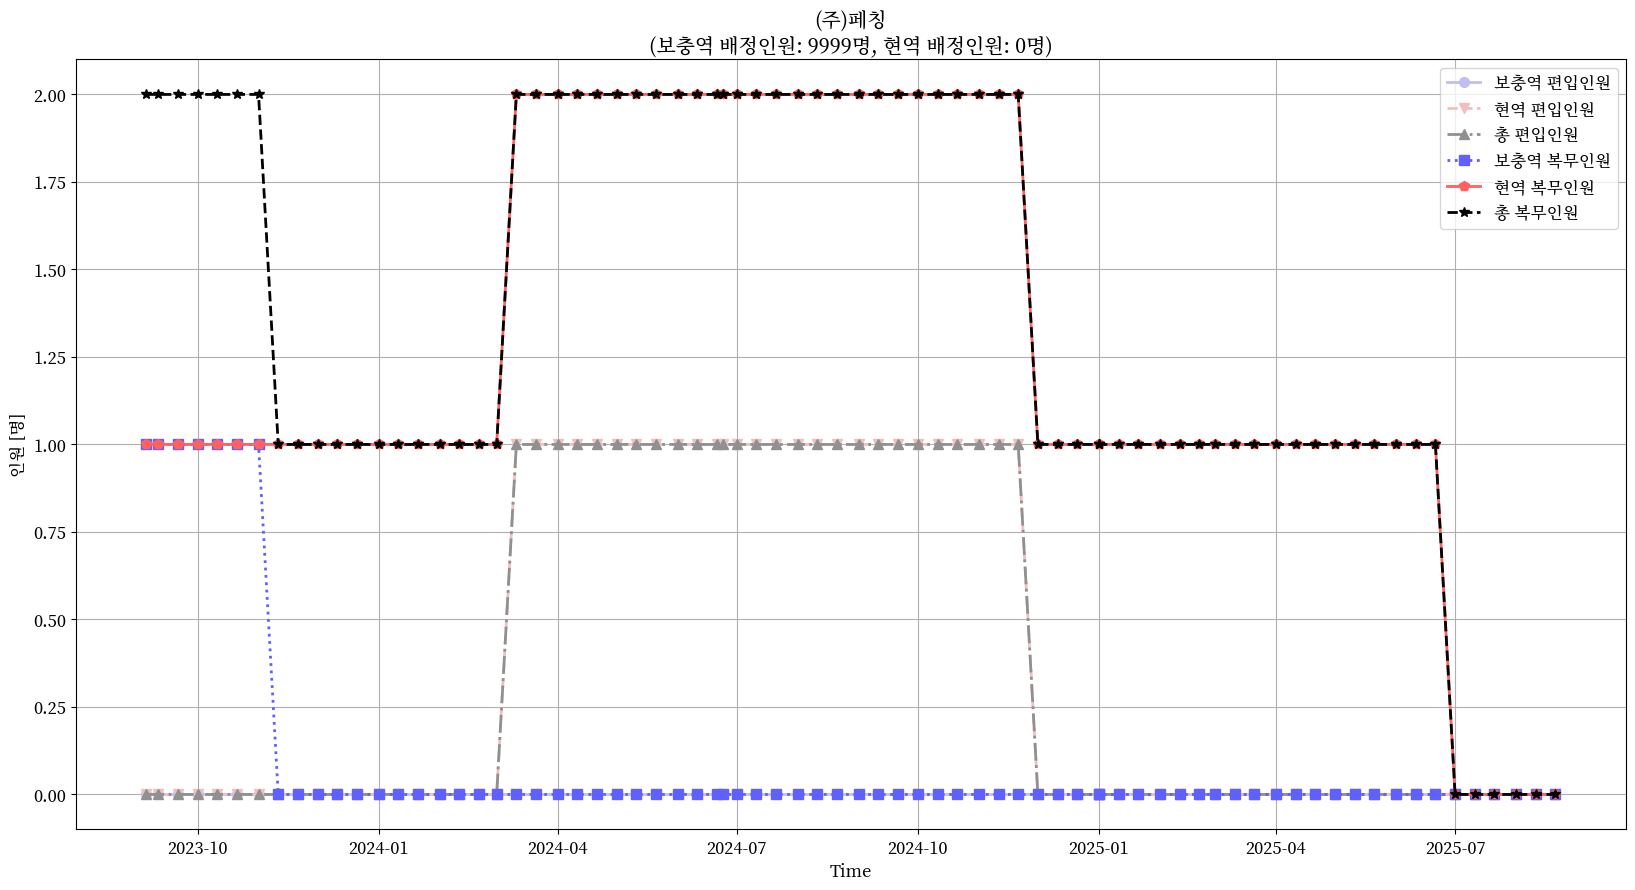 (주)페칭
(보충역 배정인원: 9999명, 현역 배정인원: 0명)
2.00
1.75
1.50
1.25
1.00
0.75
0.50
0.25
0.00
인원 [명]
보충역 편입인원
현역 편입인원
총 편입인원
보충역 복무인원
현역 복무인원
총 복무인원
2023-10
2024-01
2024-04
2024-07
2024-10
2025-01
2025-04
2025-07
Time